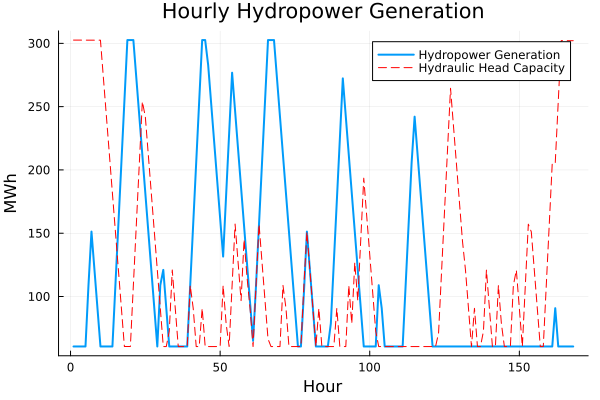 Hourly Hydropower Generation
300
250
200
150
100
MWh
Hydropower Generation
Hydraulic Head Capacity
0
50
100
150
Hour